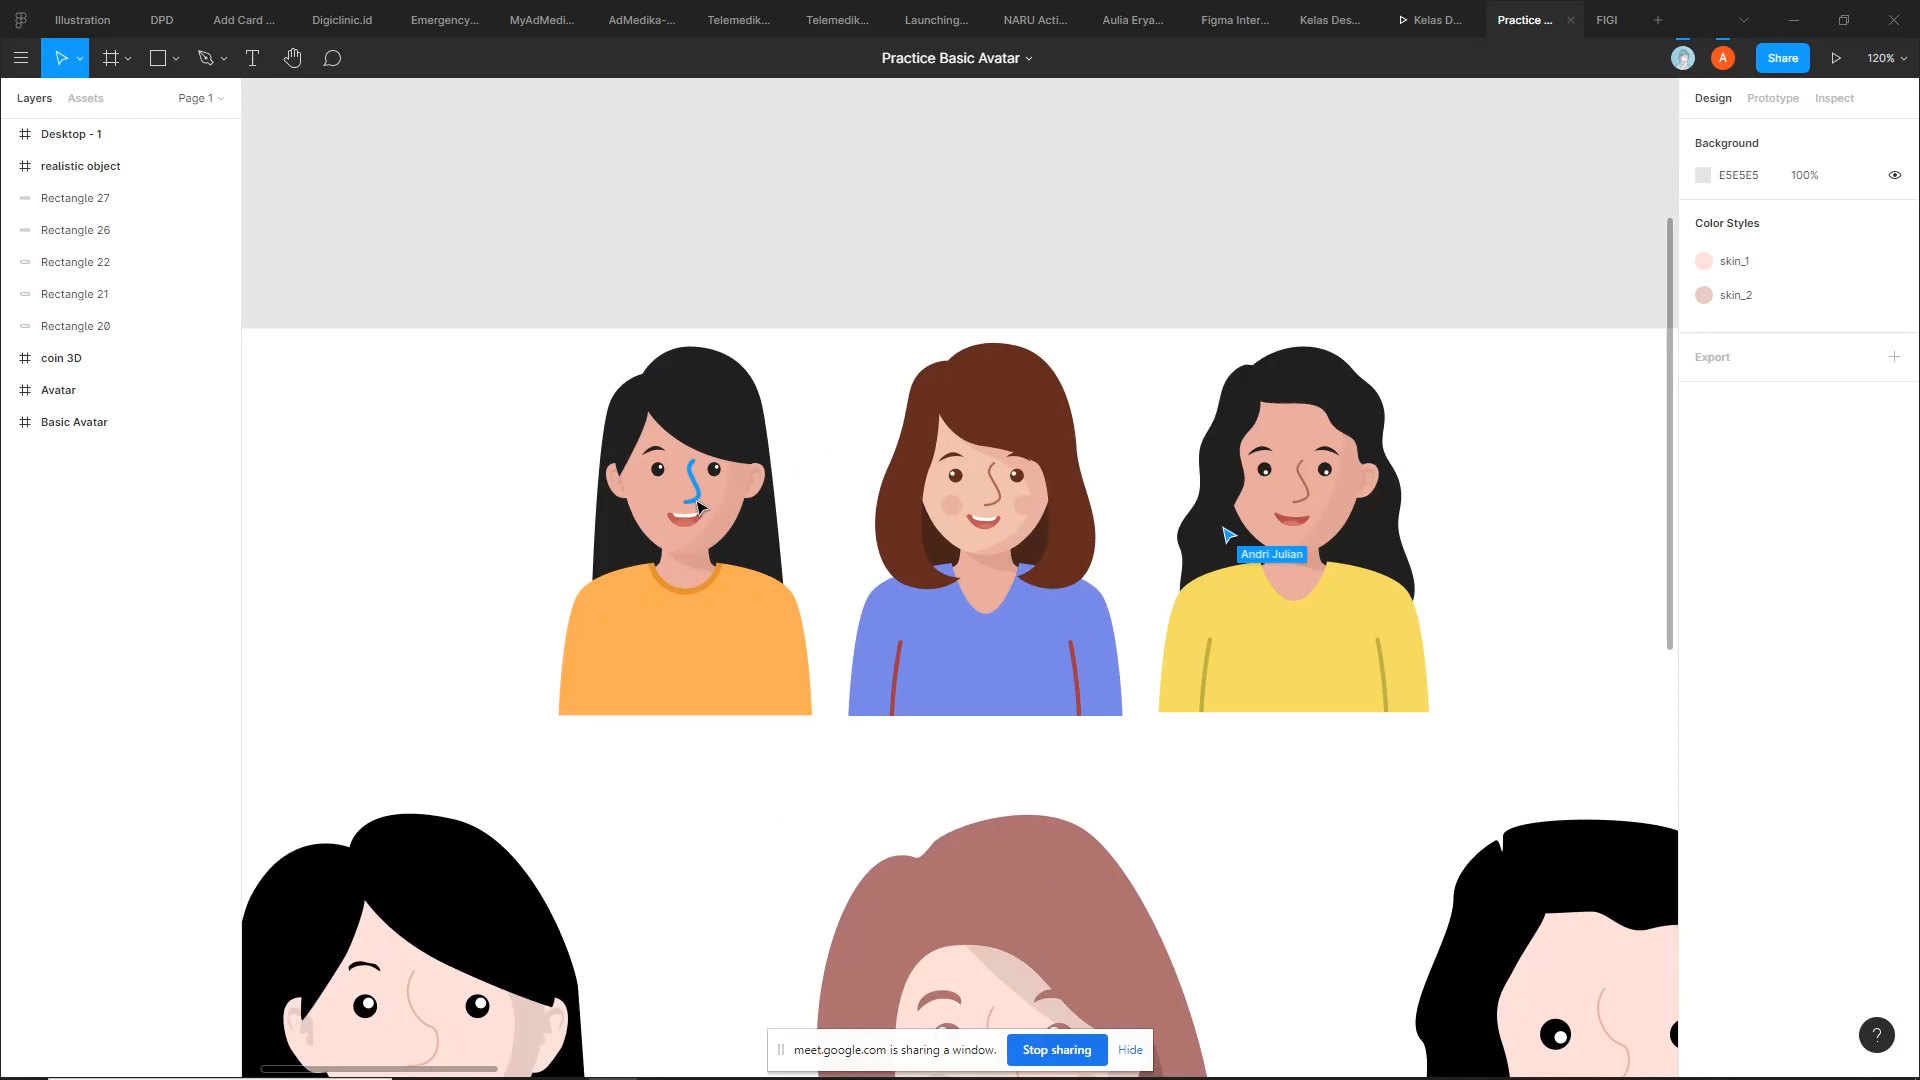 Illustration DPD Add Card ... Digiclinic.id Emergency... MyAdMedi... AdMedika-... Telemedik... Telemedik... Launching... NARU Acti... Aulia Erya... Figma Inter... Kelas Des... Kelas D... Practice ... FIGI
Practice Basic Avatar
A
Share
120%
Layers Assets Page 1
Desktop - 1
realistic object
Rectangle 27
Rectangle 26
Rectangle 22
Rectangle 21
Rectangle 20
coin 3D
Avatar
Basic Avatar
Andri Julian
Design Prototype Inspect
Background
E5E5E5 100%
Color Styles
skin_1
skin_2
Export
meet.google.com is sharing a window. Stop sharing Hide
?